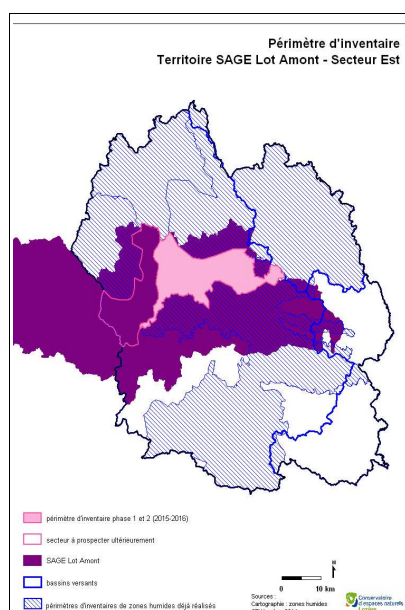 Périmètre d'inventaire
Territoire SAGE Lot Amont - Secteur Est
périmètre d'inventaire phase 1 et 2 (2015-2016)
secteur à prospecter ultérieurement
SAGE Lot Amont
bassins versants
périmètres d'inventaires de zones humides déjà réalisés
N
0 10 km
Sources :
Cartographie : zones humides
Conservatoire
d'espaces naturels